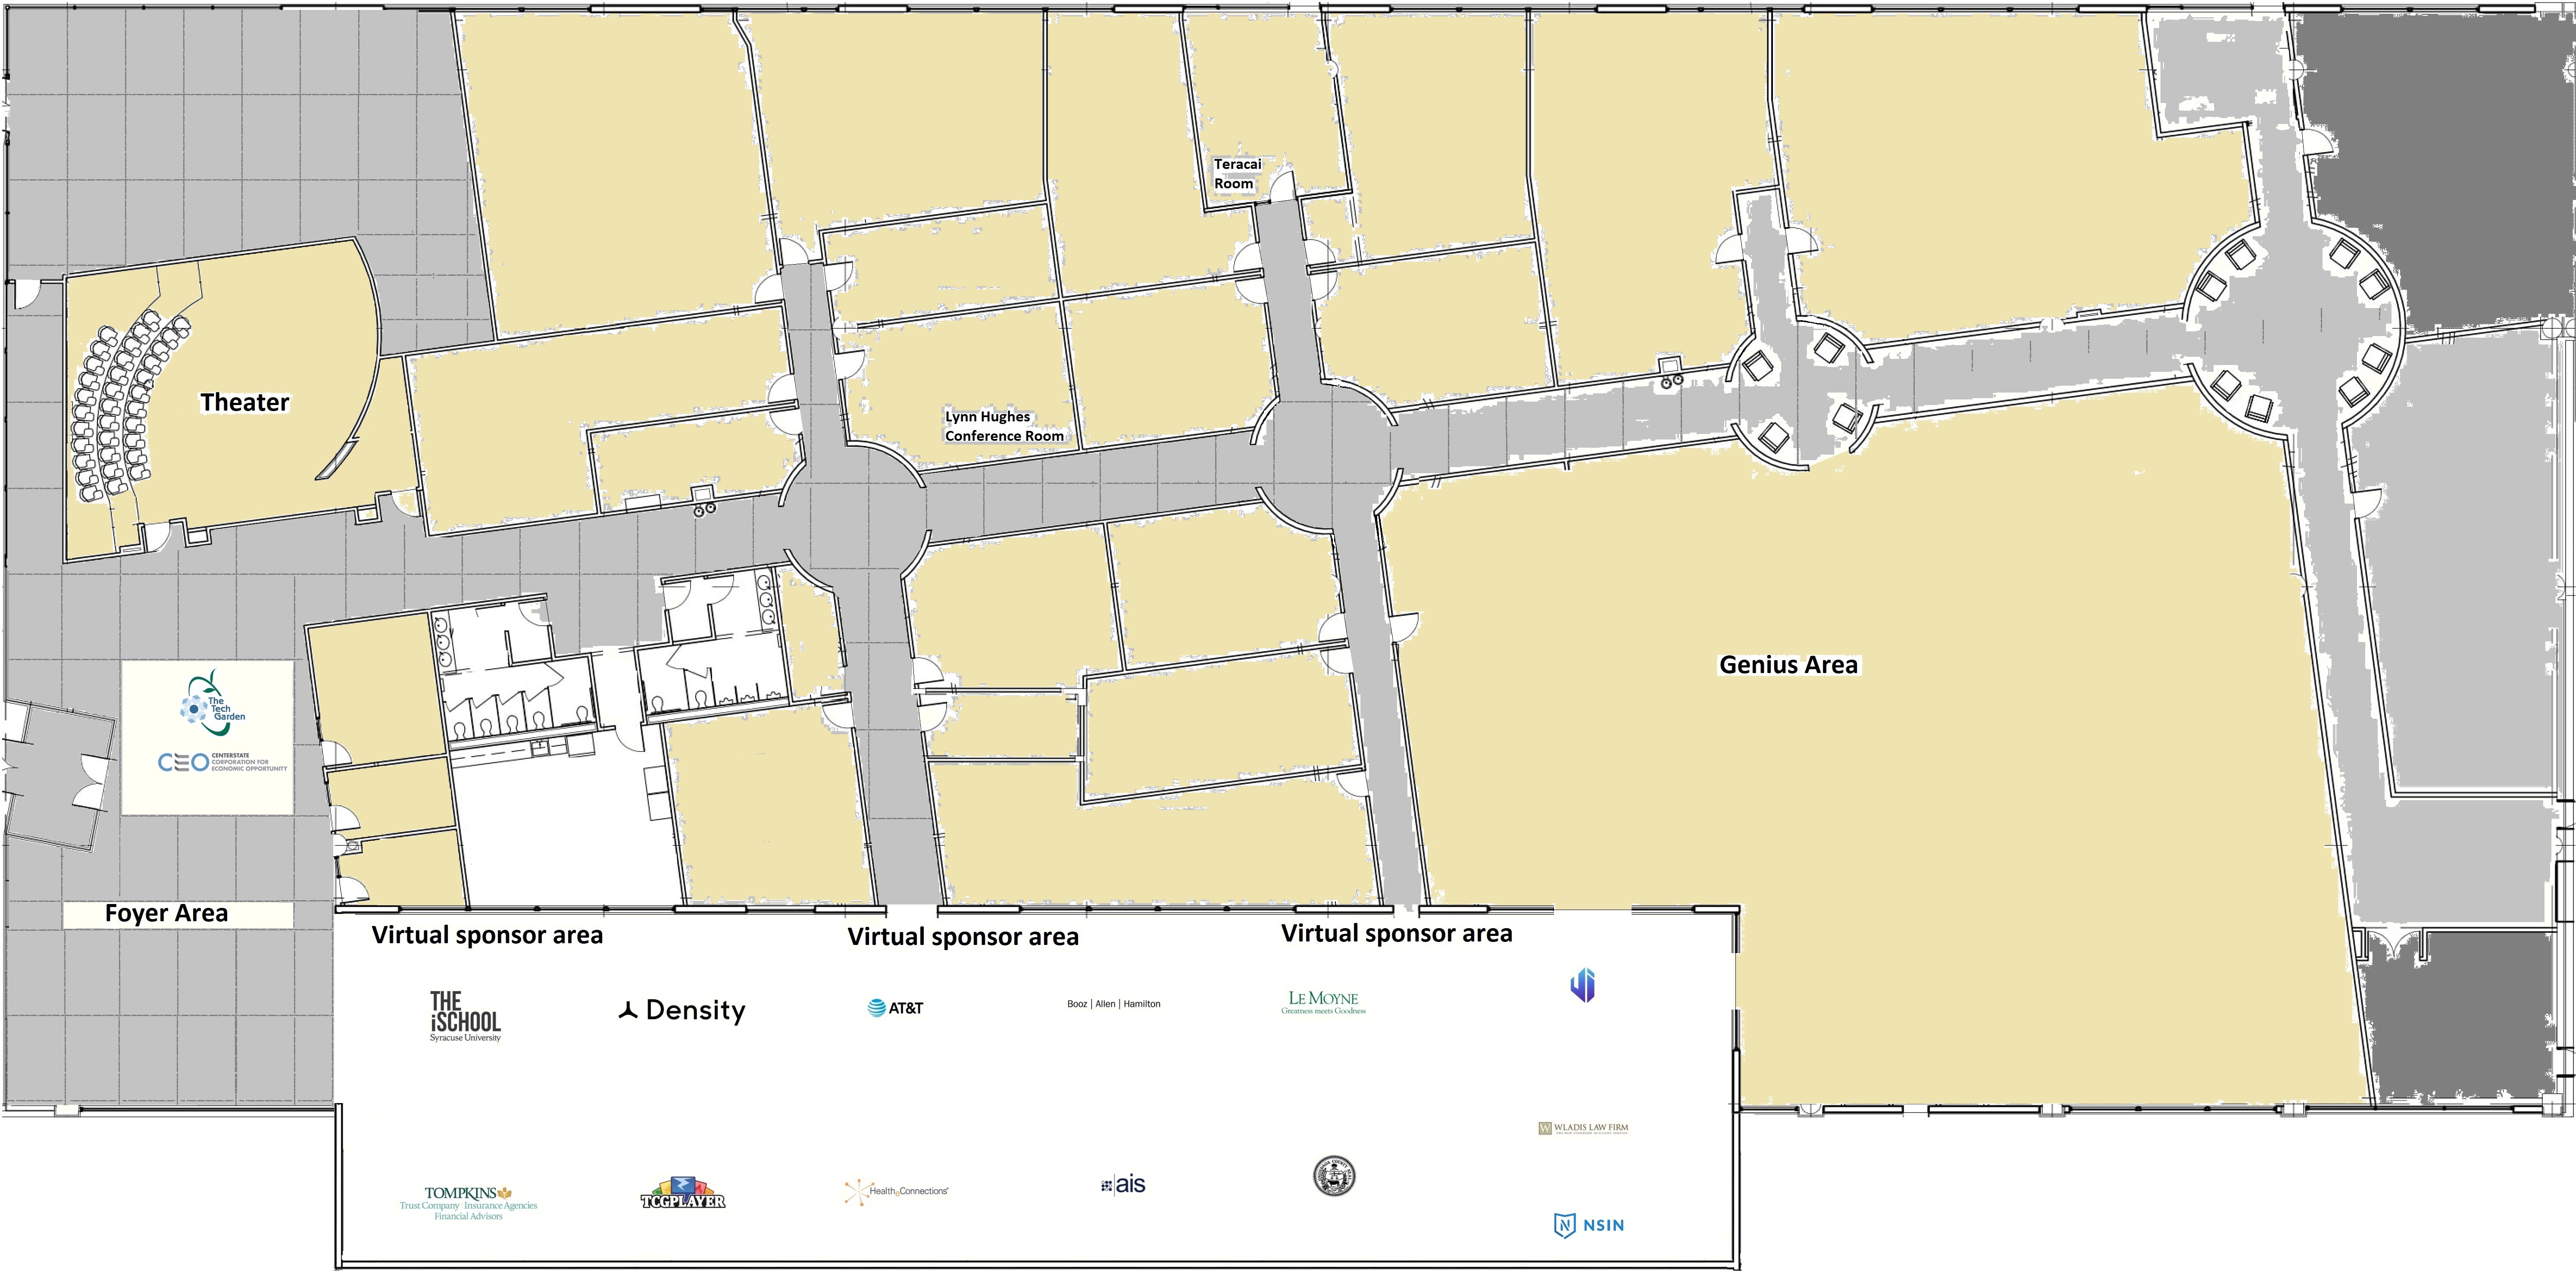 Teracai
Room
Theater
Lynn Hughes
Conference Room
Genius Area
The
Tech
Garden
CEO
CENTERSTATE
CORPORATION FOR
ECONOMIC OPPORTUNITY
Foyer Area
Virtual sponsor area
Virtual sponsor area
Virtual sponsor area
THE
iSCHOOL
Syracuse University
Density
AT&T
Booz | Allen | Hamilton
LE MOYNE
Greatness meets Goodness
W WLADIS LAW FIRM
TOMPKINS
Trust Company Insurance Agencies
Financial Advisors
TCGPLAYER
HealtheConnections
ais
N NSIN